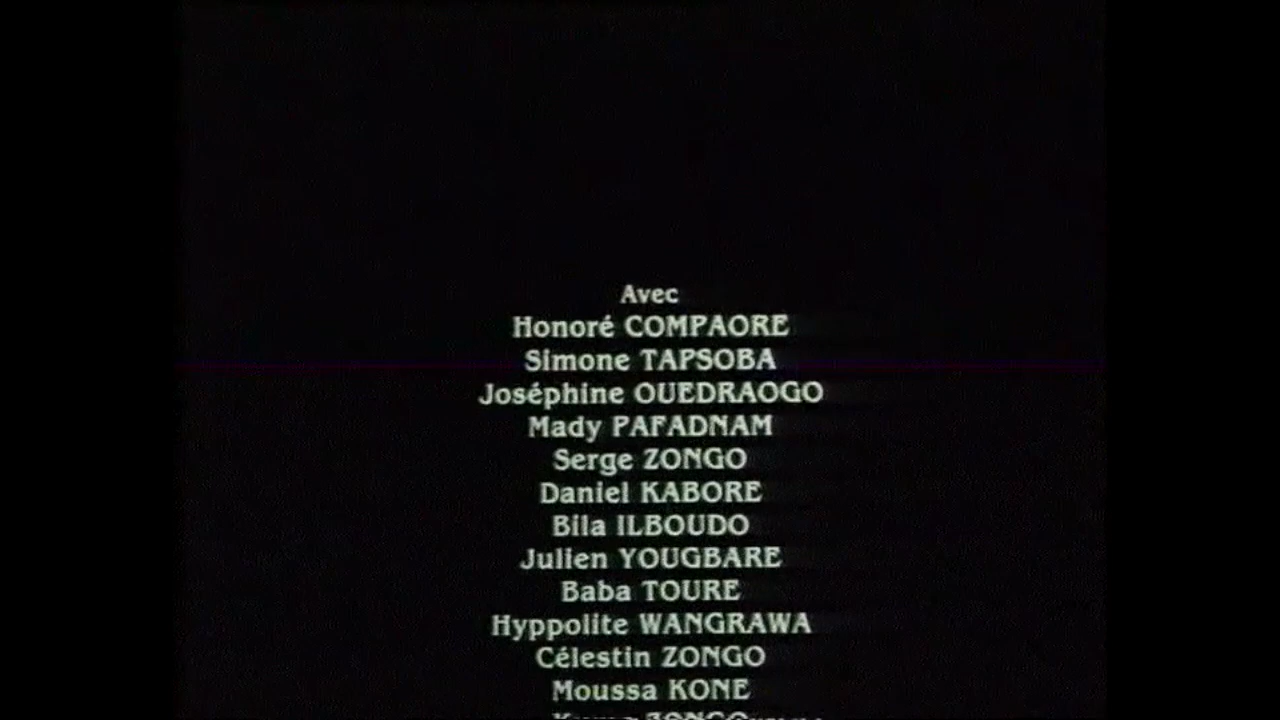 Avec
Honoré COMPAORE
Simone TAPSOBA
Joséphine OUEDRAOGO
Mady PAFADNAM
Serge ZONGO
Daniel KABORE
Bila ILBOUDO
Julien YOUGBARE
Baba TOURE
Hyppolite WANGRAWA
Célestin ZONGO
Moussa KONE